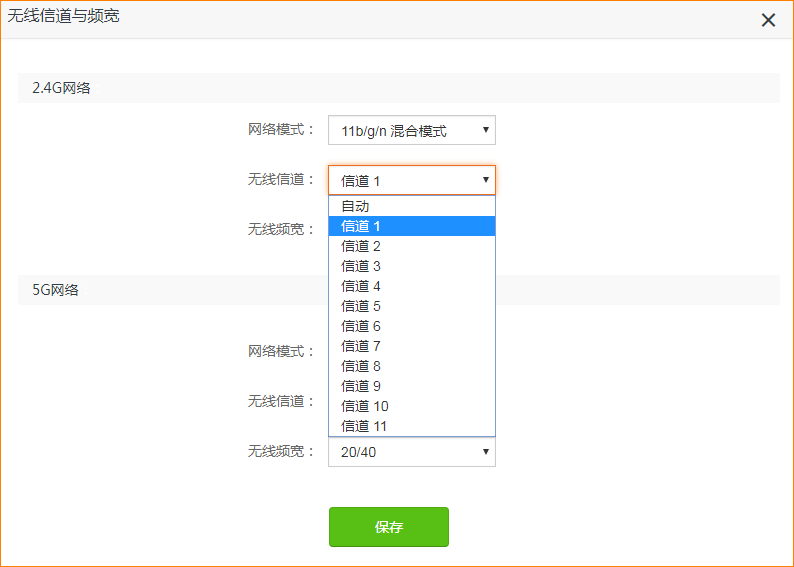 无线信道与频宽
2.4G网络
网络模式： 11b/g/n 混合模式
无线信道： 信道 1
自动
信道 1
无线频宽：
信道 2
信道 3
信道 4
5G网络
信道 5
信道 6
网络模式：
信道 7
信道 8
信道 9
无线信道：
信道 10
信道 11
无线频宽： 20/40
保存